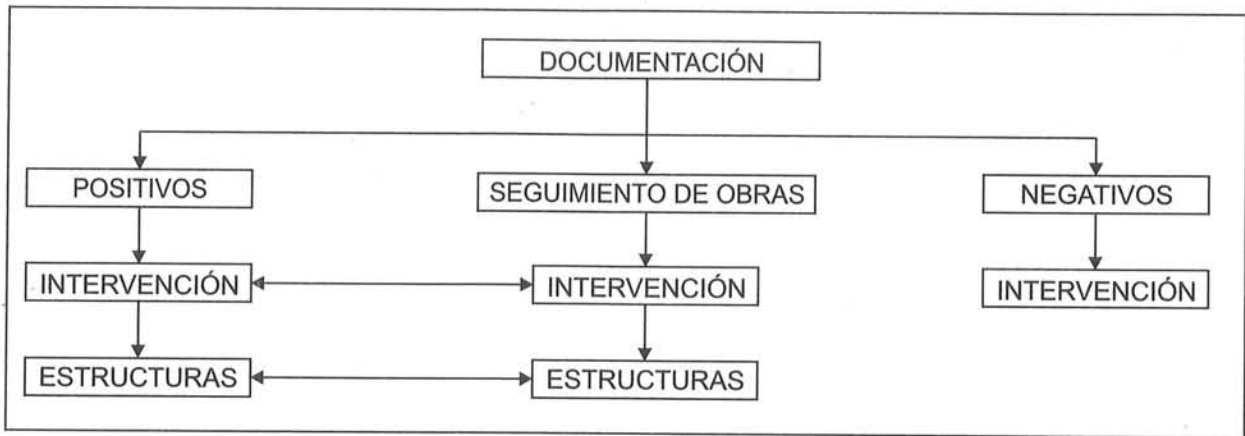 DOCUMENTACIÓN
POSITIVOS
SEGUIMIENTO DE OBRAS
NEGATIVOS
INTERVENCIÓN
INTERVENCIÓN
INTERVENCIÓN
ESTRUCTURAS
ESTRUCTURAS